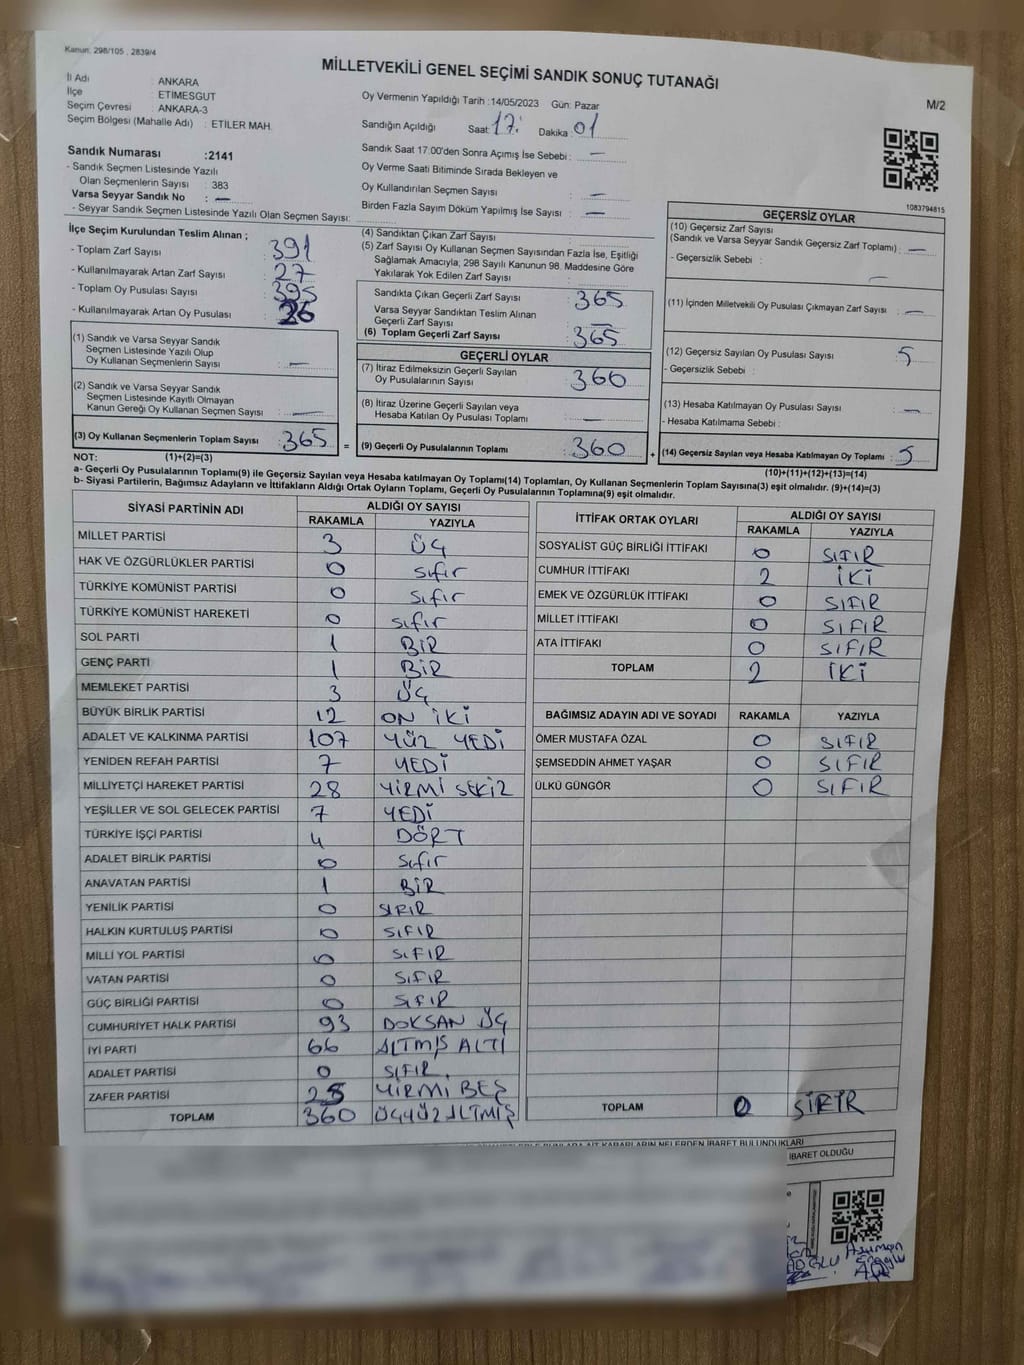 Kanun: 298/105 , 2839/4
MİLLETVEKİLİ GENEL SEÇİMİ SANDIK SONUÇ TUTANAĞI
M/2
İl Adı : ANKARA
İlçe : ETİMESGUT
Seçim Çevresi : ANKARA-3
Seçim Bölgesi (Mahalle Adı) : ETİLER MAH.
Oy Vermenin Yapıldığı Tarih :14/05/2023 Gün: Pazar
Sandığın Açıldığı Saat: 17: Dakika : 01
Sandık Saat 17:00'den Sonra Açımış İse Sebebi : —
Oy Verme Saati Bitiminde Sırada Bekleyen ve
Oy Kullandırılan Seçmen Sayısı : —
Birden Fazla Sayım Döküm Yapılmış İse Sayısı : —
Sandık Numarası :2141
- Sandık Seçmen Listesinde Yazılı
Olan Seçmenlerin Sayısı : 383
Varsa Seyyar Sandık No : —
- Seyyar Sandık Seçmen Listesinde Yazılı Olan Seçmen Sayısı:
1083794815
İlçe Seçim Kurulundan Teslim Alınan ;
- Toplam Zarf Sayısı : 391
- Kullanılmayarak Artan Zarf Sayısı : 27
- Toplam Oy Pusulası Sayısı : 395
- Kullanılmayarak Artan Oy Pusulası : 26
(1) Sandık ve Varsa Seyyar Sandık
Seçmen Listesinde Yazılı Olup
Oy Kullanan Seçmenlerin Sayısı : —
(2) Sandık ve Varsa Seyyar Sandık
Seçmen Listesinde Kayıtlı Olmayan
Kanun Gereği Oy Kullanan Seçmen Sayısı : —
(3) Oy Kullanan Seçmenlerin Toplam Sayısı : 365 =
(4) Sandıktan Çıkan Zarf Sayısı :
(5) Zarf Sayısı Oy Kullanan Seçmen Sayısından Fazla İse, Eşitliği
Sağlamak Amacıyla, 298 Sayılı Kanunun 98. Maddesine Göre
Yakılarak Yok Edilen Zarf Sayısı :
Sandıkta Çıkan Geçerli Zarf Sayısı : 365
Varsa Seyyar Sandıktan Teslim Alınan
Geçerli Zarf Sayısı : —
(6) Toplam Geçerli Zarf Sayısı : 365
GEÇERLİ OYLAR
(7) İtiraz Edilmeksizin Geçerli Sayılan
Oy Pusulalarının Sayısı : 360
(8) İtiraz Üzerine Geçerli Sayılan veya
Hesaba Katılan Oy Pusulası Toplamı : —
(9) Geçerli Oy Pusulalarının Toplamı : 360 +
GEÇERSİZ OYLAR
(10) Geçersiz Zarf Sayısı
(Sandık ve Varsa Seyyar Sandık Geçersiz Zarf Toplamı) : —
- Geçersizlik Sebebi :
(11) İçinden Milletvekili Oy Pusulası Çıkmayan Zarf Sayısı : —
(12) Geçersiz Sayılan Oy Pusulası Sayısı : 5
- Geçersizlik Sebebi :
(13) Hesaba Katılmayan Oy Pusulası Sayısı : —
- Hesaba Katılmama Sebebi :
(14) Geçersiz Sayılan veya Hesaba Katılmayan Oy Toplamı : 5
NOT: (1)+(2)=(3)
(10)+(11)+(12)+(13)=(14)
a- Geçerli Oy Pusulalarının Toplamı(9) ile Geçersiz Sayılan veya Hesaba katılmayan Oy Toplamı(14) Toplamları, Oy Kullanan Seçmenlerin Toplam Sayısına(3) eşit olmalıdır. (9)+(14)=(3)
b- Siyasi Partilerin, Bağımsız Adayların ve İttifakların Aldığı Ortak Oyların Toplamı, Geçerli Oy Pusulalarının Toplamına(9) eşit olmalıdır.
SİYASİ PARTİNİN ADI ALDIĞI OY SAYISI
RAKAMLA YAZIYLA
MİLLET PARTİSİ 3 ÜÇ
HAK VE ÖZGÜRLÜKLER PARTİSİ 0 sıfır
TÜRKİYE KOMÜNİST PARTİSİ 0 sıfır
TÜRKİYE KOMÜNİST HAREKETİ 0 sıfır
SOL PARTİ 1 BİR
GENÇ PARTİ 1 BİR
MEMLEKET PARTİSİ 3 ÜÇ
BÜYÜK BİRLİK PARTİSİ 12 ON İKİ
ADALET VE KALKINMA PARTİSİ 107 YÜZ YEDİ
YENİDEN REFAH PARTİSİ 7 YEDİ
MİLLİYETÇİ HAREKET PARTİSİ 28 YİRMİ SEKİZ
YEŞİLLER VE SOL GELECEK PARTİSİ 7 YEDİ
TÜRKİYE İŞÇİ PARTİSİ 4 DÖRT
ADALET BİRLİK PARTİSİ 0 sıfır
ANAVATAN PARTİSİ 1 BİR
YENİLİK PARTİSİ 0 SIFIR
HALKIN KURTULUŞ PARTİSİ 0 SIFIR
MİLLİ YOL PARTİSİ 0 SIFIR
VATAN PARTİSİ 0 SIFIR
GÜÇ BİRLİĞİ PARTİSİ 0 SIFIR
CUMHURİYET HALK PARTİSİ 93 DOKSAN ÜÇ
İYİ PARTİ 66 ALTMIŞ ALTI
ADALET PARTİSİ 0 SIFIR.
ZAFER PARTİSİ 25 YİRMİ BEŞ
TOPLAM 360 ÜÇYÜZALTMIŞ
İTTİFAK ORTAK OYLARI ALDIĞI OY SAYISI
RAKAMLA YAZIYLA
SOSYALİST GÜÇ BİRLİĞİ İTTİFAKI 0 SIFIR
CUMHUR İTTİFAKI 2 İKİ
EMEK VE ÖZGÜRLÜK İTTİFAKI 0 SIFIR
MİLLET İTTİFAKI 0 SIFIR
ATA İTTİFAKI 0 SIFIR
TOPLAM 2 İKİ
BAĞIMSIZ ADAYIN ADI VE SOYADI RAKAMLA YAZIYLA
ÖMER MUSTAFA ÖZAL 0 SIFIR
ŞEMSEDDİN AHMET YAŞAR 0 SIFIR
ÜLKÜ GÜNGÖR 0 SIFIR
TOPLAM 0 SIFIR
KARARLARIN NELERDEN İBARET BULUNDUKLARI
İBARET OLDUĞU